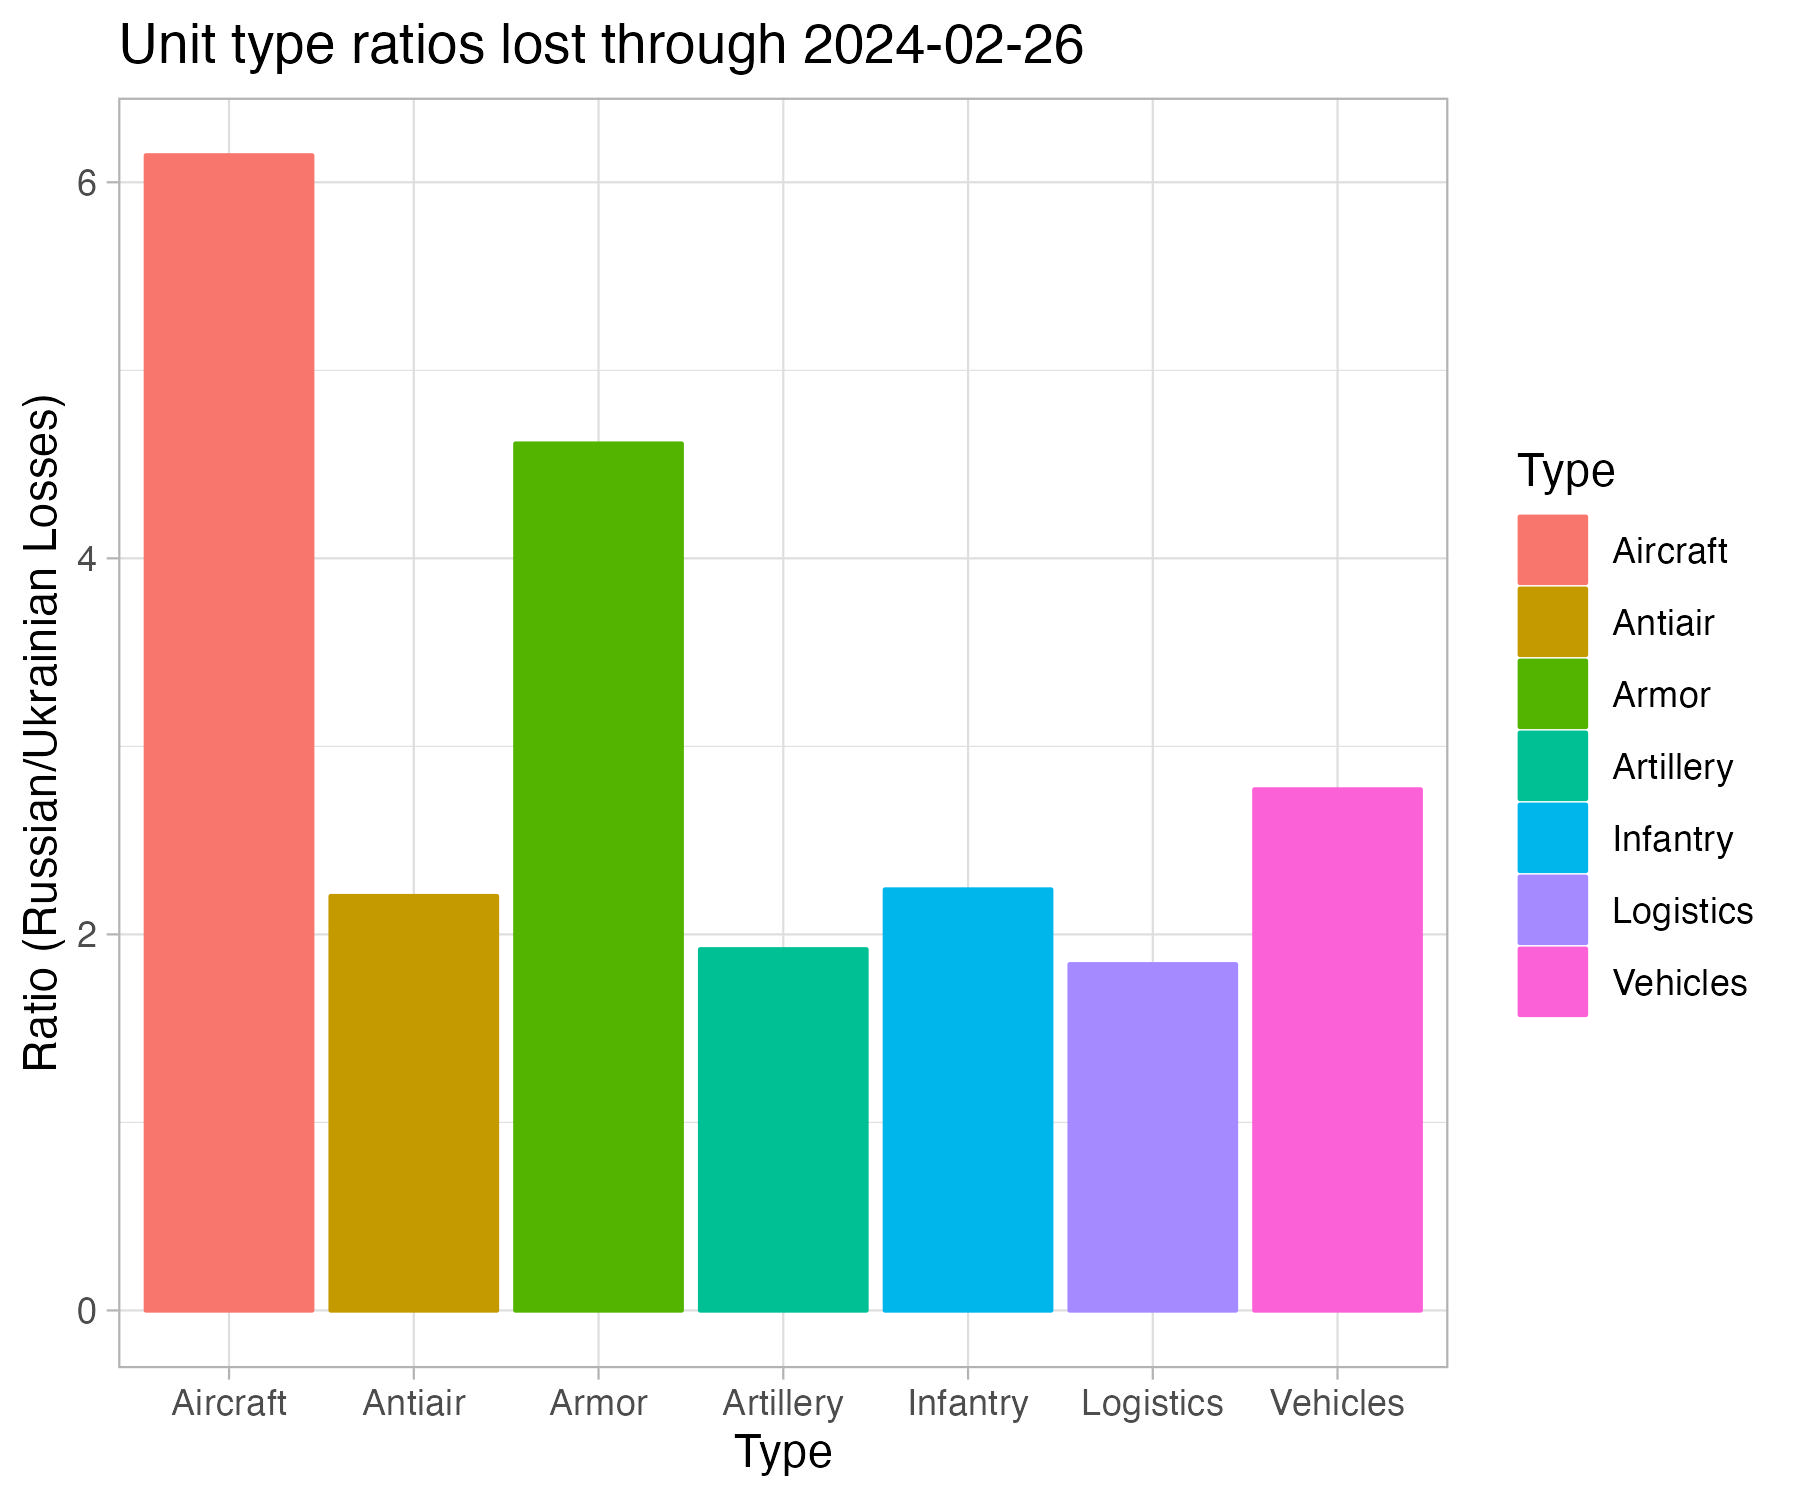 Unit type ratios lost through 2024-02-26
Ratio (Russian/Ukrainian Losses)
6
4
2
0
Aircraft
Antiair
Armor
Artillery
Infantry
Logistics
Vehicles
Type
Type
Aircraft
Antiair
Armor
Artillery
Infantry
Logistics
Vehicles